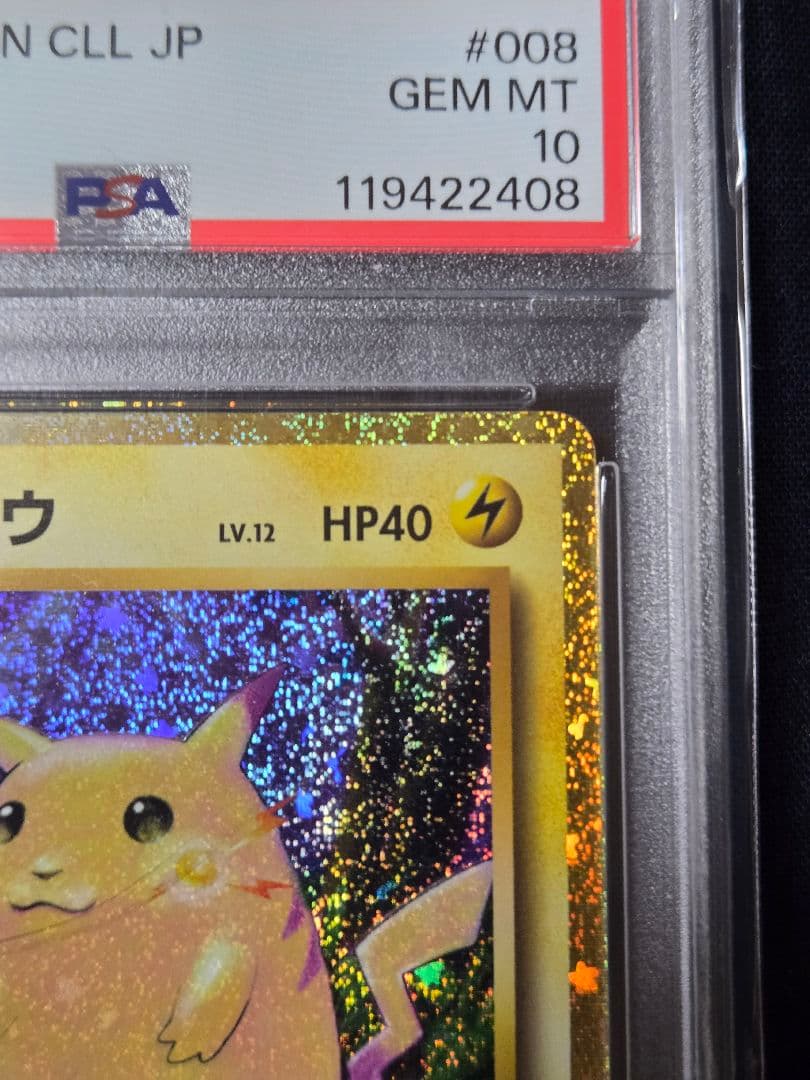 N CLL JP #008
GEM MT
10
PSA 119422408
ウ LV.12 HP40